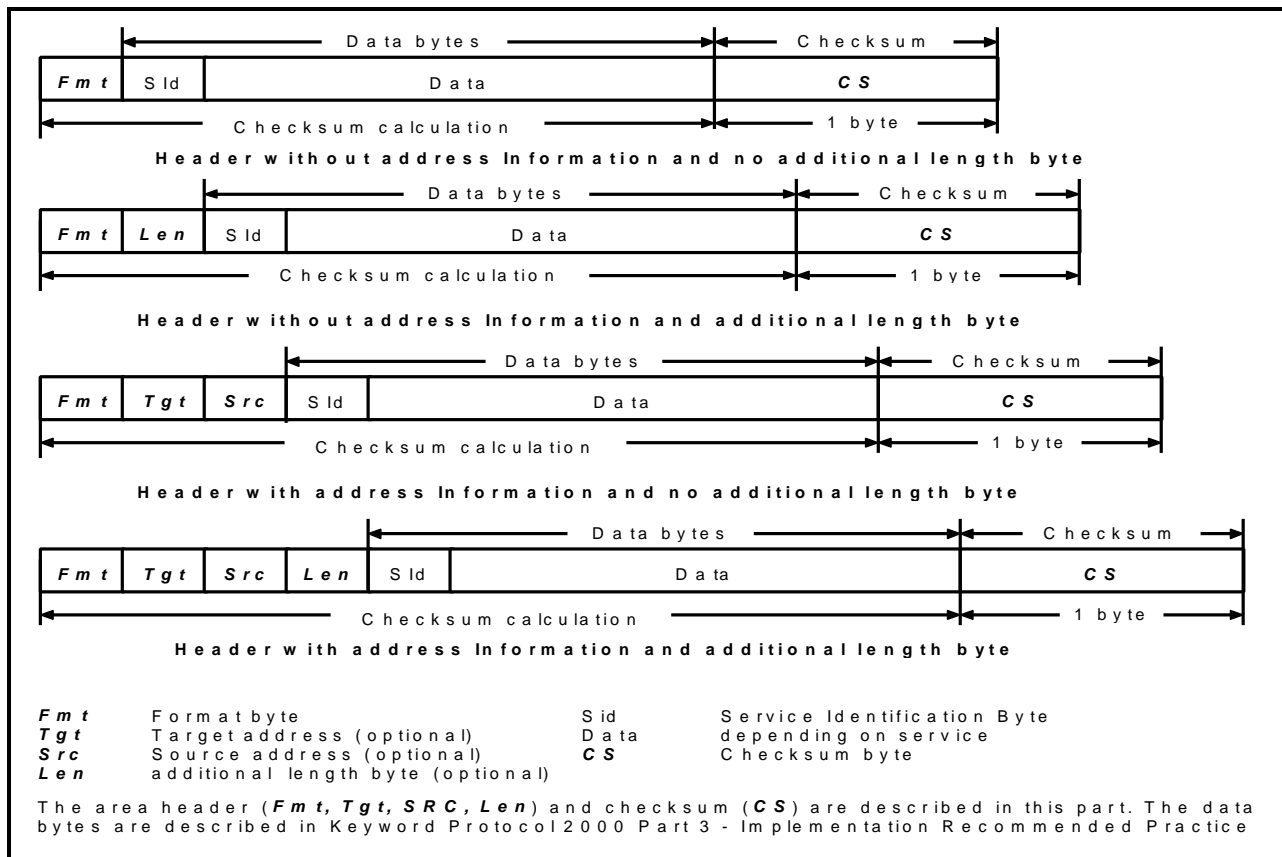 Data bytes Checksum
Fmt SId Data CS
Checksum calculation 1 byte
Header without address Information and no additional length byte
Data bytes Checksum
Fmt Len SId Data CS
Checksum calculation 1 byte
Header without address Information and additional length byte
Data bytes Checksum
Fmt Tgt Src SId Data CS
Checksum calculation 1 byte
Header with address Information and no additional length byte
Data bytes Checksum
Fmt Tgt Src Len SId Data CS
Checksum calculation 1 byte
Header with address Information and additional length byte
Fmt Format byte Sid Service Identification Byte
Tgt Target address (optional) Data depending on service
Src Source address (optional) CS Checksum byte
Len additional length byte (optional)
The area header (Fmt, Tgt, SRC, Len) and checksum (CS) are described in this part. The data
bytes are described in Keyword Protocol 2000 Part 3 - Implementation Recommended Practice